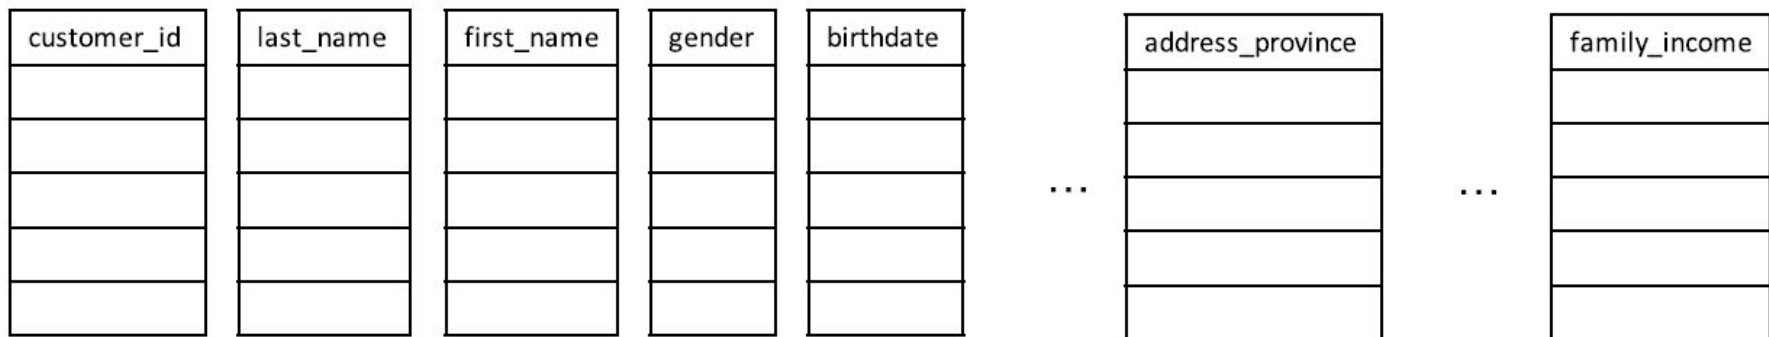 customer_id last_name first_name gender birthdate address_province family_income
... ...